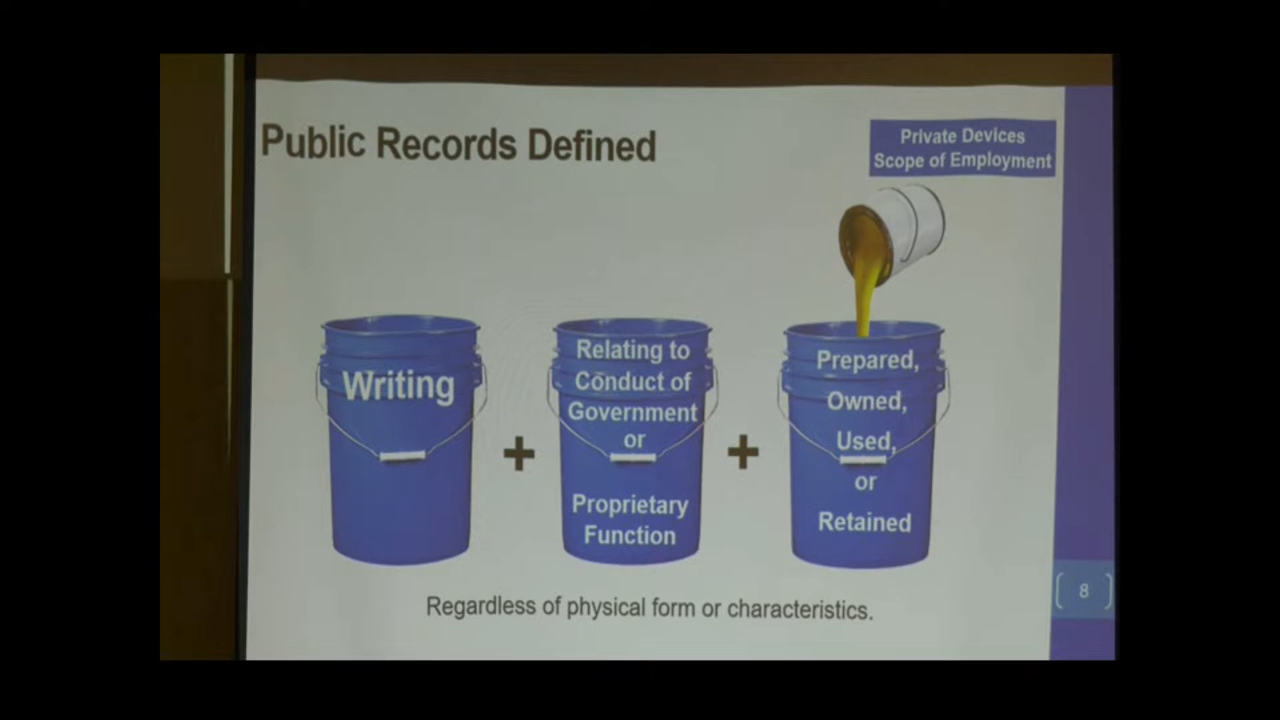 Public Records Defined
Private Devices
Scope of Employment
Writing
+
Relating to
Conduct of
Government
or
Proprietary
Function
+
Prepared,
Owned,
Used,
or
Retained
Regardless of physical form or characteristics.
8